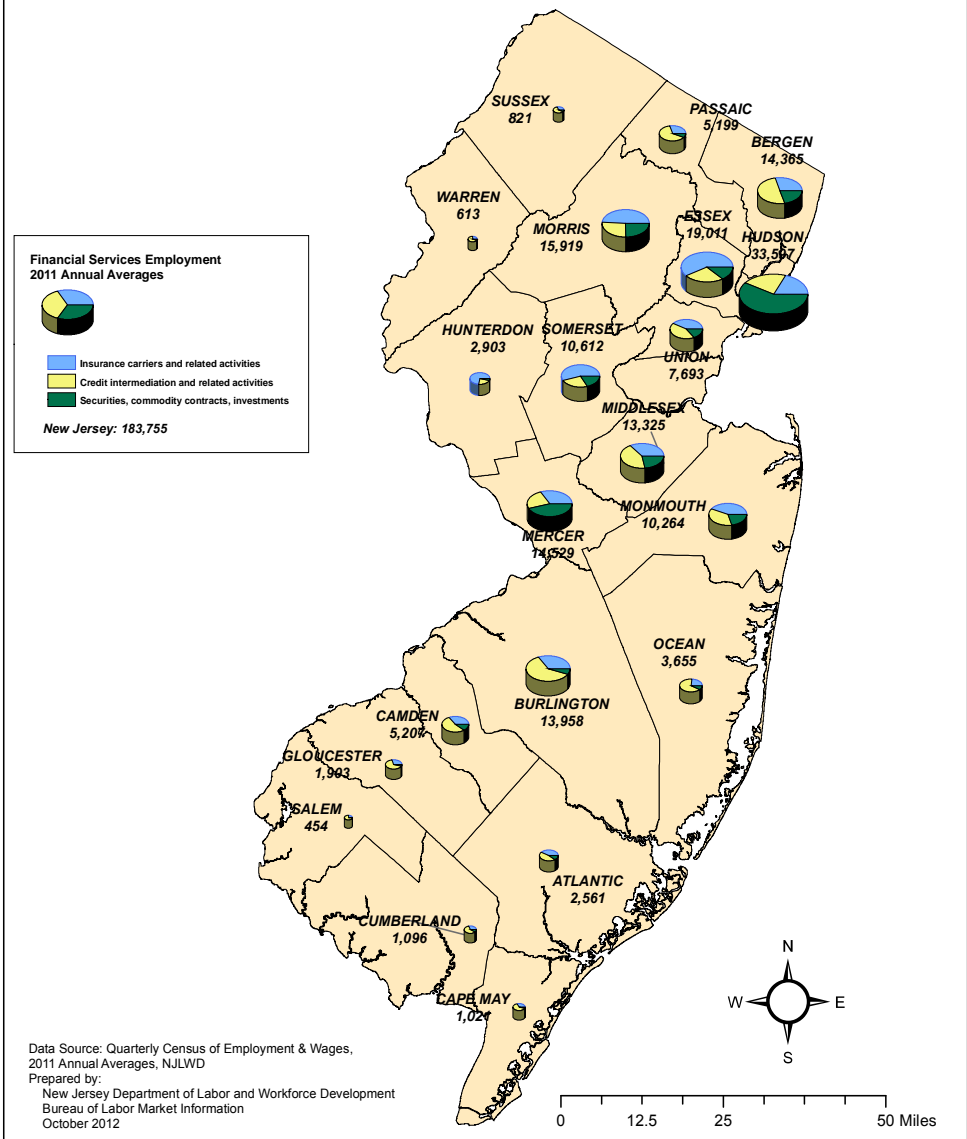 SUSSEX
821
PASSAIC
5,199
BERGEN
14,365
WARREN
613
MORRIS
15,919
ESSEX
19,011
HUDSON
Financial Services Employment
2011 Annual Averages
Insurance carriers and related activities
Credit intermediation and related activities
Securities, commodity contracts, investments
New Jersey: 183,755
HUNTERDON
2,903
SOMERSET
10,612
UNION
7,693
MIDDLESEX
13,325
MONMOUTH
10,264
MERCER
14,529
OCEAN
3,655
BURLINGTON
13,958
CAMDEN
5,207
GLOUCESTER
1,903
SALEM
454
ATLANTIC
2,561
CUMBERLAND
1,096
CAPE MAY
1,021
N
W
E
S
Data Source: Quarterly Census of Employment & Wages,
2011 Annual Averages, NJLWD
Prepared by:
New Jersey Department of Labor and Workforce Development
Bureau of Labor Market Information
October 2012
0 12.5 25 50 Miles